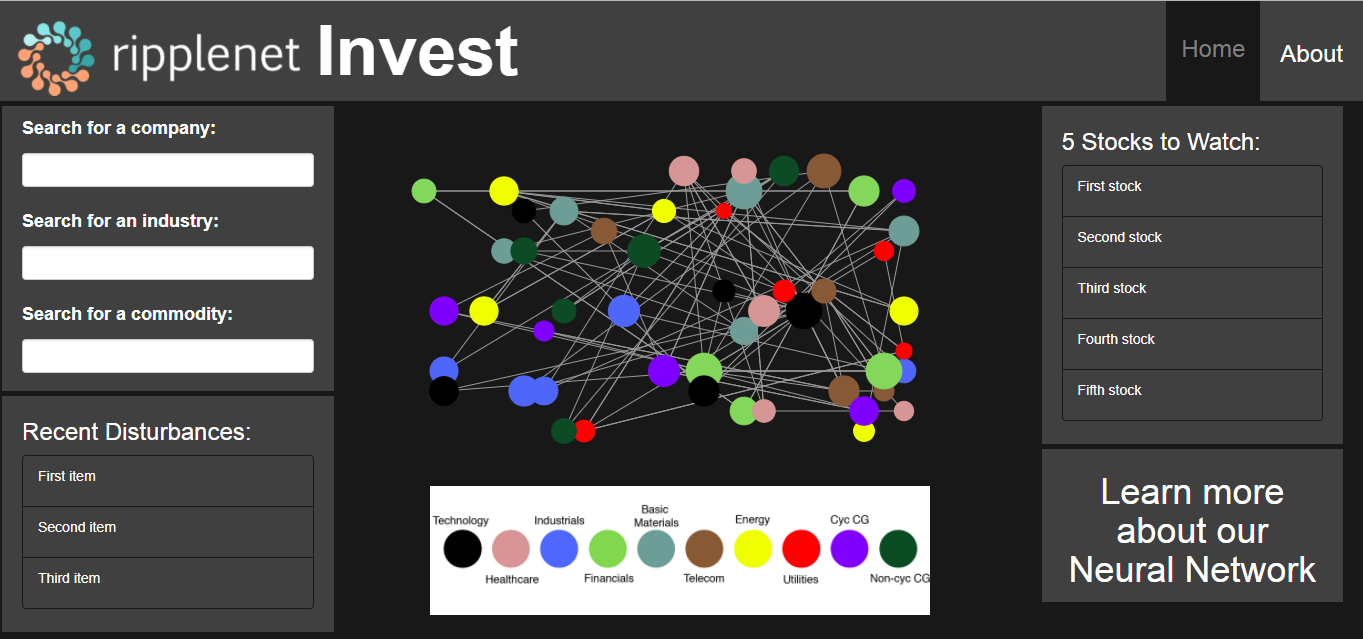 ripplenet Invest
Home
About
Search for a company:
Search for an industry:
Search for a commodity:
Recent Disturbances:
First item
Second item
Third item
Technology
Healthcare
Industrials
Financials
Basic
Materials
Telecom
Energy
Utilities
Cyc CG
Non-cyc CG
5 Stocks to Watch:
First stock
Second stock
Third stock
Fourth stock
Fifth stock
Learn more
about our
Neural Network